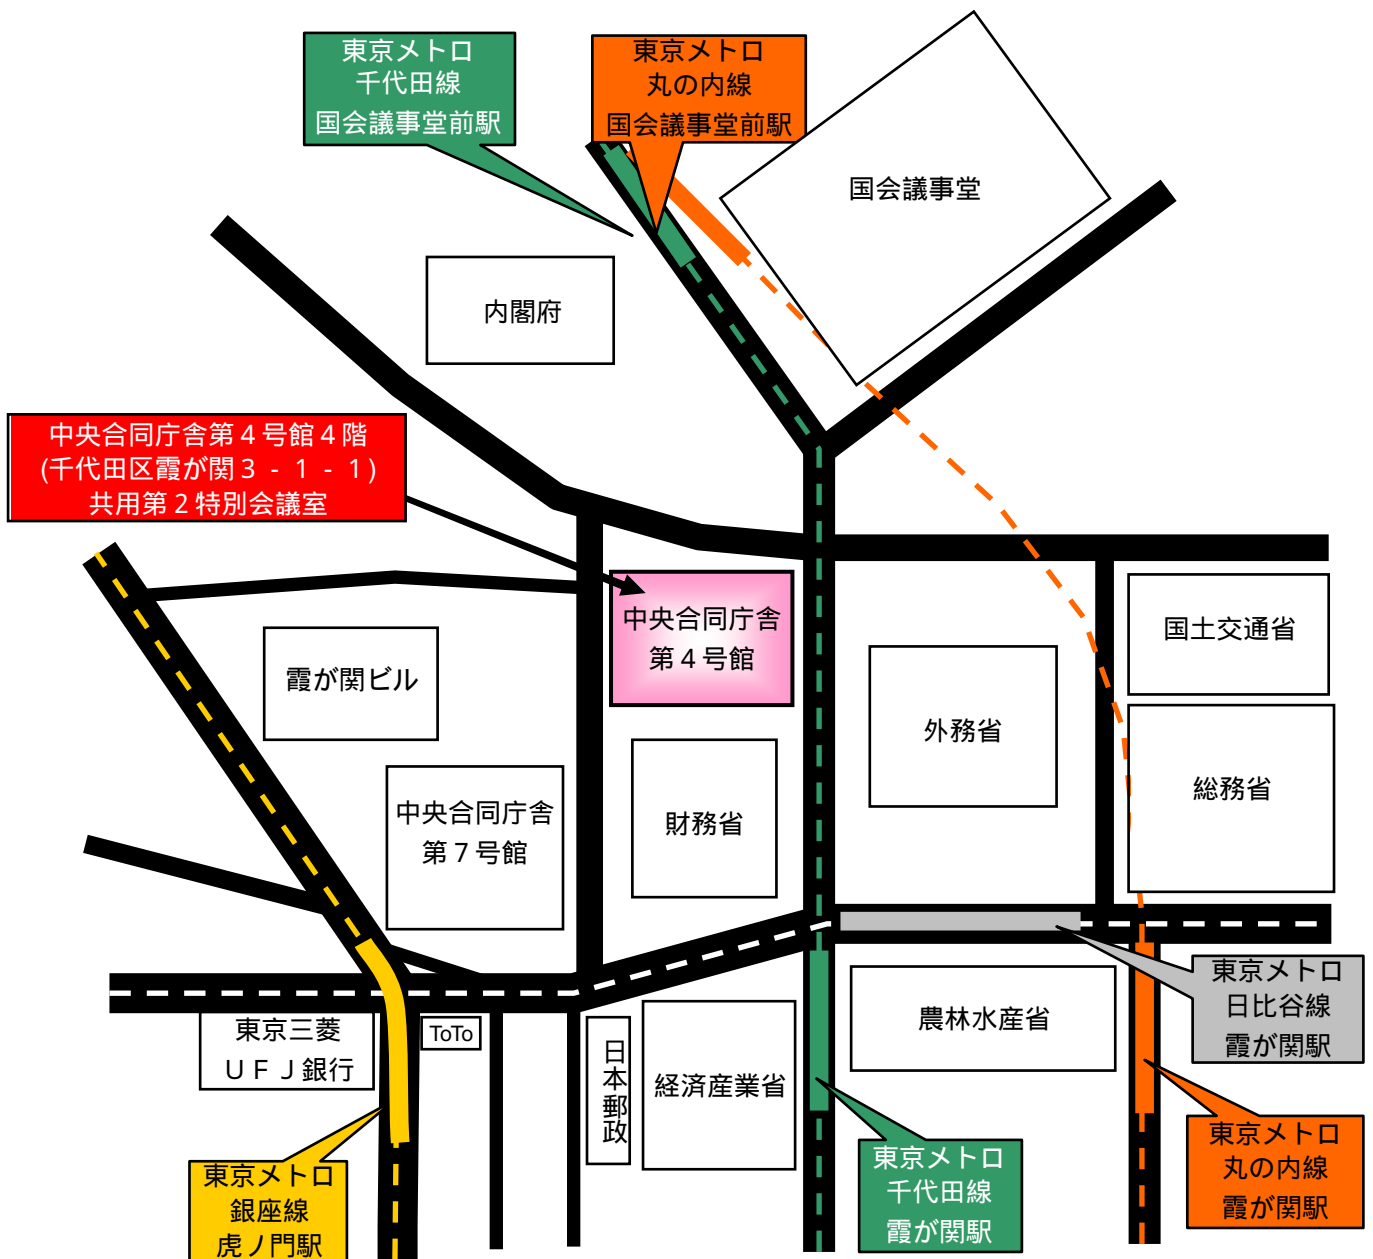 東京メトロ
千代田線
国会議事堂前駅
東京メトロ
丸の内線
国会議事堂前駅
国会議事堂
内閣府
中央合同庁舎第4号館4階
(千代田区霞が関3-1-1)
共用第2特別会議室
中央合同庁舎
第4号館
国土交通省
霞が関ビル
外務省
総務省
中央合同庁舎
第7号館
財務省
東京三菱
UFJ銀行
ToTo
日本郵政
経済産業省
農林水産省
東京メトロ
日比谷線
霞が関駅
東京メトロ
銀座線
虎ノ門駅
東京メトロ
千代田線
霞が関駅
東京メトロ
丸の内線
霞が関駅